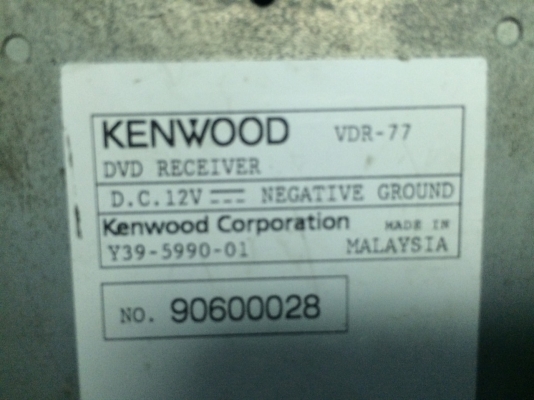 KENWOOD VDR-77
DVD RECEIVER
D.C.12V ⎓ NEGATIVE GROUND
Kenwood Corporation MADE IN
Y39-5990-01 MALAYSIA
NO. 90600028